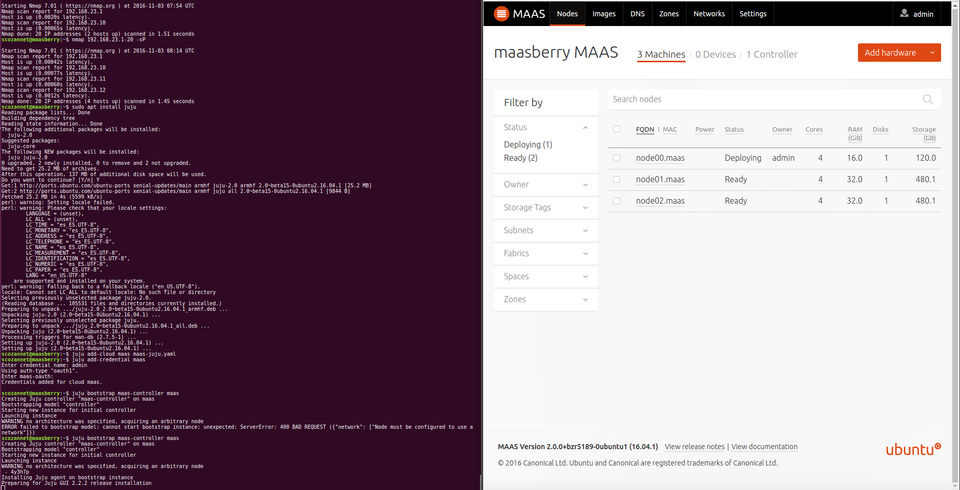 Starting Nmap 7.01 ( https://nmap.org ) at 2016-11-03 07:54 UTC
Nmap scan report for 192.168.23.1
Host is up (0.0020s latency).
Nmap scan report for 192.168.23.10
Host is up (0.00065s latency).
Nmap done: 20 IP addresses (2 hosts up) scanned in 1.51 seconds
scozannet@maasberry:~$ nmap 192.168.23.1-20 -sP
Starting Nmap 7.01 ( https://nmap.org ) at 2016-11-03 08:14 UTC
Nmap scan report for 192.168.23.1
Host is up (0.00042s latency).
Nmap scan report for 192.168.23.10
Host is up (0.00077s latency).
Nmap scan report for 192.168.23.11
Host is up (0.00060s latency).
Nmap scan report for 192.168.23.12
Host is up (0.0012s latency).
Nmap done: 20 IP addresses (4 hosts up) scanned in 1.45 seconds
scozannet@maasberry:~$ sudo apt install juju
Reading package lists... Done
Building dependency tree
Reading state information... Done
The following additional packages will be installed:
juju-2.0
Suggested packages:
juju-core
The following NEW packages will be installed:
juju juju-2.0
0 upgraded, 2 newly installed, 0 to remove and 2 not upgraded.
Need to get 25.2 MB of archives.
After this operation, 137 MB of additional disk space will be used.
Do you want to continue? [Y/n] Y
Get:1 http://ports.ubuntu.com/ubuntu-ports xenial-updates/main armhf juju-2.0 armhf 2.0~beta15-0ubuntu2.16.04.1 [25.2 MB]
Get:2 http://ports.ubuntu.com/ubuntu-ports xenial-updates/main armhf juju all 2.0~beta15-0ubuntu2.16.04.1 [9844 B]
Fetched 25.2 MB in 4s (5599 kB/s)
perl: warning: Setting locale failed.
perl: warning: Please check that your locale settings:
LANGUAGE = (unset),
LC_ALL = (unset),
LC_TIME = "es_ES.UTF-8",
LC_MONETARY = "es_ES.UTF-8",
LC_ADDRESS = "es_ES.UTF-8",
LC_TELEPHONE = "es_ES.UTF-8",
LC_NAME = "es_ES.UTF-8",
LC_MEASUREMENT = "es_ES.UTF-8",
LC_IDENTIFICATION = "es_ES.UTF-8",
LC_NUMERIC = "es_ES.UTF-8",
LC_PAPER = "es_ES.UTF-8",
LANG = "en_US.UTF-8"
are supported and installed on your system.
perl: warning: Falling back to a fallback locale ("en_US.UTF-8").
locale: Cannot set LC_ALL to default locale: No such file or directory
Selecting previously unselected package juju-2.0.
(Reading database ... 105531 files and directories currently installed.)
Preparing to unpack .../juju-2.0_2.0~beta15-0ubuntu2.16.04.1_armhf.deb ...
Unpacking juju-2.0 (2.0~beta15-0ubuntu2.16.04.1) ...
Selecting previously unselected package juju.
Preparing to unpack .../juju_2.0~beta15-0ubuntu2.16.04.1_all.deb ...
Unpacking juju (2.0~beta15-0ubuntu2.16.04.1) ...
Processing triggers for man-db (2.7.5-1) ...
Setting up juju-2.0 (2.0~beta15-0ubuntu2.16.04.1) ...
Setting up juju (2.0~beta15-0ubuntu2.16.04.1) ...
scozannet@maasberry:~$ juju add-cloud maas maas-juju.yaml
scozannet@maasberry:~$ juju add-credential maas
Enter credential name: admin
Using auth-type "oauth1".
Enter maas-oauth:
Credentials added for cloud maas.
scozannet@maasberry:~$ juju bootstrap maas-controller maas
Creating Juju controller "maas-controller" on maas
Bootstrapping model "controller"
Starting new instance for initial controller
Launching instance
WARNING no architecture was specified, acquiring an arbitrary node
ERROR failed to bootstrap model: cannot start bootstrap instance: unexpected: ServerError: 400 BAD REQUEST ({"network": ["Node must be configured to use a
network"]})
scozannet@maasberry:~$ juju bootstrap maas-controller maas
Creating Juju controller "maas-controller" on maas
Bootstrapping model "controller"
Starting new instance for initial controller
Launching instance
WARNING no architecture was specified, acquiring an arbitrary node
- 4y3h7p
Installing Juju agent on bootstrap instance
Preparing for Juju GUI 2.2.2 release installation
MAAS Nodes Images DNS Zones Networks Settings admin
maasberry MAAS 3 Machines 0 Devices 1 Controller Add hardware
Filter by
Status
Deploying (1)
Ready (2)
Owner
Storage Tags
Subnets
Fabrics
Spaces
Zones
Search nodes
FQDN | MAC Power Status Owner Cores RAM (GiB) Disks Storage (GB)
node00.maas Deploying admin 4 16.0 1 120.0
node01.maas Ready 4 32.0 1 480.1
node02.maas Ready 4 32.0 1 480.1
MAAS Version 2.0.0+bzr5189-0ubuntu1 (16.04.1) View release notes | View documentation
© 2016 Canonical Ltd. Ubuntu and Canonical are registered trademarks of Canonical Ltd.
ubuntu